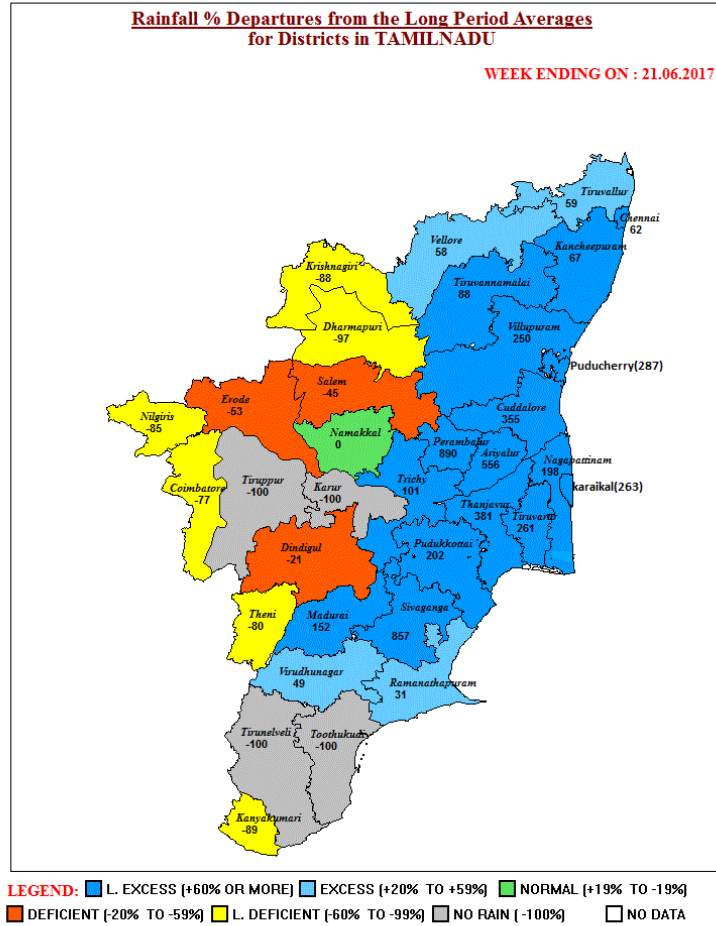 Rainfall % Departures from the Long Period Averages
for Districts in TAMILNADU
WEEK ENDING ON : 21.06.2017
Tiruvallur
59
Chennai
62
Kancheepuram
67
Vellore
58
Krishnagiri
-88
Tiruvannamalai
88
Dharmapuri
-97
Villupuram
250
Puducherry(287)
Salem
-45
Erode
-53
Nilgiris
-85
Cuddalore
355
Namakkal
0
Perambalur
890
Ariyalur
556
Nagapattinam
198
Tiruppur
-100
Karur
-100
Trichy
101
Coimbatore
-77
karaikal(263)
Thanjavur
381
Tiruvarur
261
Dindigul
-21
Pudukkottai
202
Theni
-80
Madurai
152
Sivaganga
857
Virudhunagar
49
Ramanathapuram
31
Tirunelveli
-100
Toothukudi
-100
Kanyakumari
-89
LEGEND: L. EXCESS (+60% OR MORE) EXCESS (+20% TO +59%) NORMAL (+19% TO -19%)
DEFICIENT (-20% TO -59%) L. DEFICIENT (-60% TO -99%) NO RAIN ( -100%) NO DATA